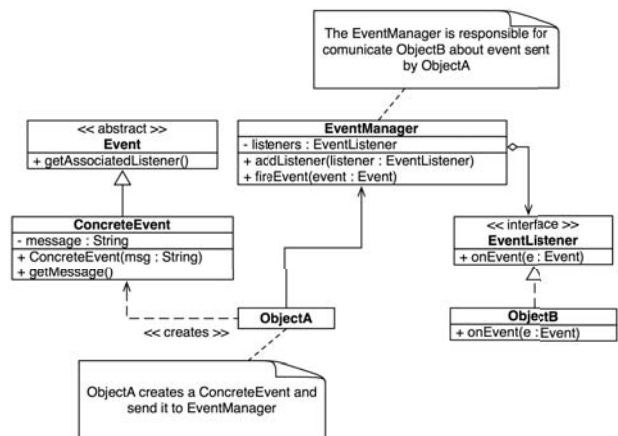 The EventManager is responsible for
comunicate ObjectB about event sent
by ObjectA
<< abstract >>
Event
+ getAssociatedListener()
EventManager
- listeners : EventListener
+ addListener(listener : EventListener)
+ fireEvent(event : Event)
ConcreteEvent
- message : String
+ ConcreteEvent(msg : String)
+ getMessage()
<< interface >>
EventListener
+ onEvent(e : Event)
<< creates >>
ObjectA
ObjectB
+ onEvent(e : Event)
ObjectA creates a ConcreteEvent and
send it to EventManager